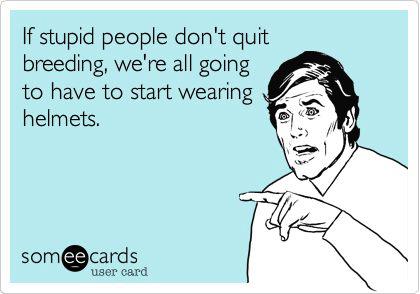 If stupid people don't quit
breeding, we're all going
to have to start wearing
helmets.
someecards
user card